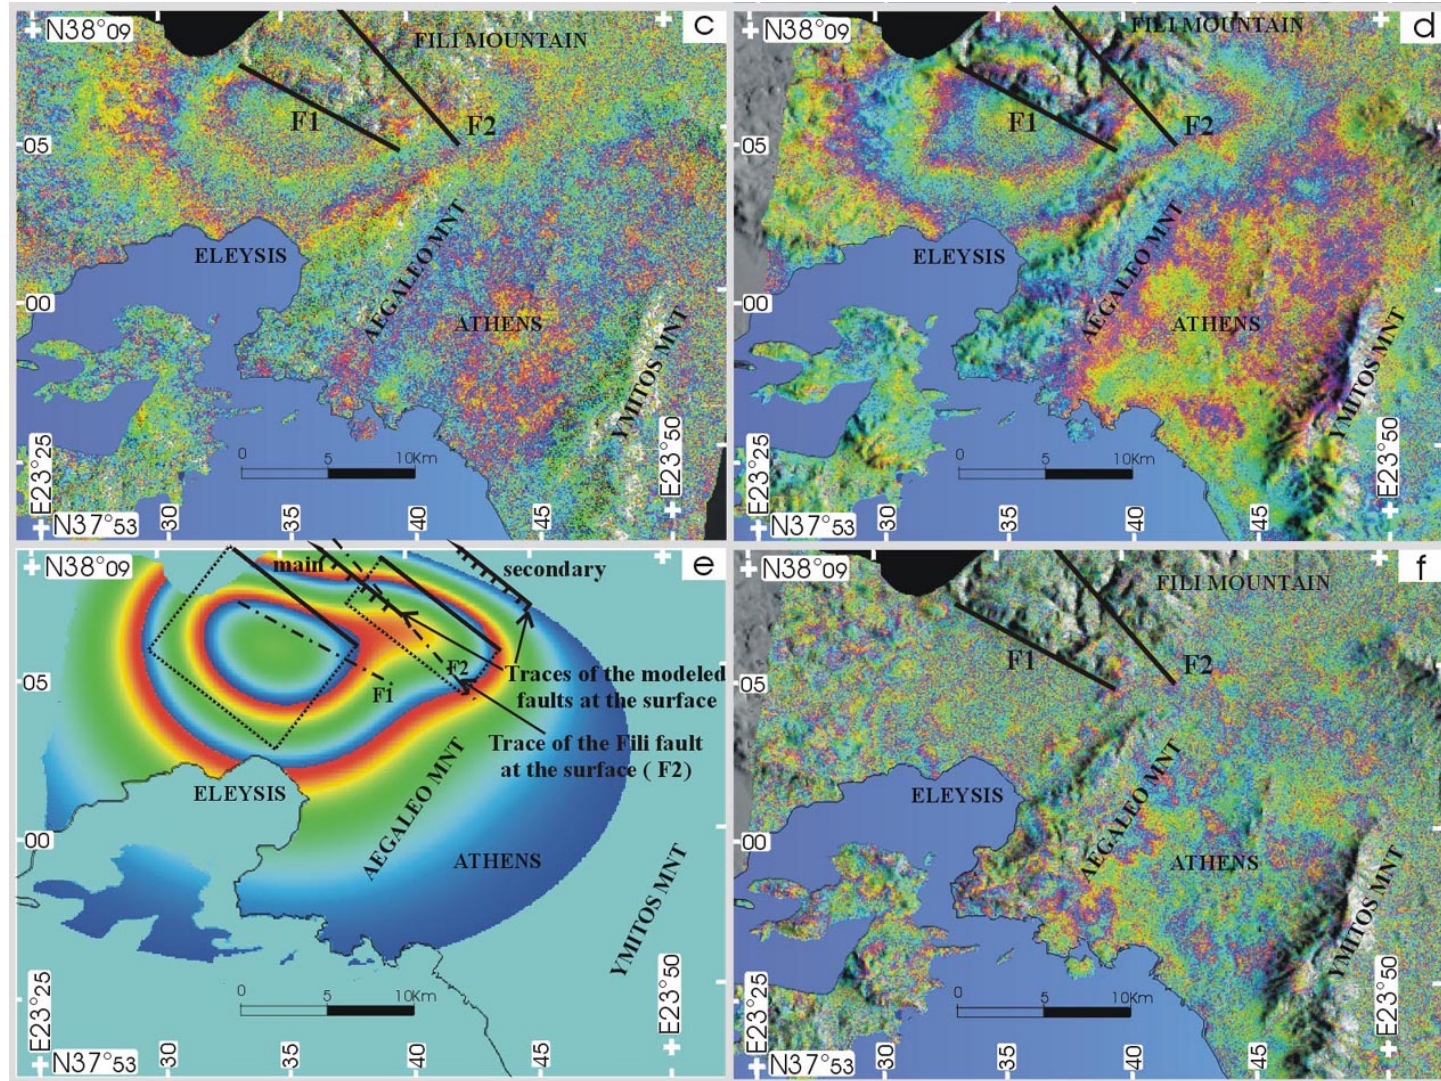 c
N38°09
FILI MOUNTAIN
F1
F2
05
ELEYSIS
AEGALEO MNT
00
ATHENS
YMITOS MNT
0 5 10Km
E23°25
E23°50
N37°53
30 35 40 45
d
N38°09
FILI MOUNTAIN
F1
F2
05
ELEYSIS
AEGALEO MNT
00
ATHENS
YMITOS MNT
0 5 10Km
E23°25
E23°50
N37°53
30 35 40 45
e
N38°09
main
secondary
F2
Traces of the modeled
faults at the surface
F1
05
Trace of the Fili fault
at the surface ( F2)
ELEYSIS
AEGALEO MNT
00
ATHENS
YMITOS MNT
0 5 10Km
E23°25
E23°50
N37°53
30 35 40 45
f
N38°09
FILI MOUNTAIN
F1
F2
05
ELEYSIS
AEGALEO MNT
00
ATHENS
YMITOS MNT
0 5 10Km
E23°25
E23°50
N37°53
30 35 40 45